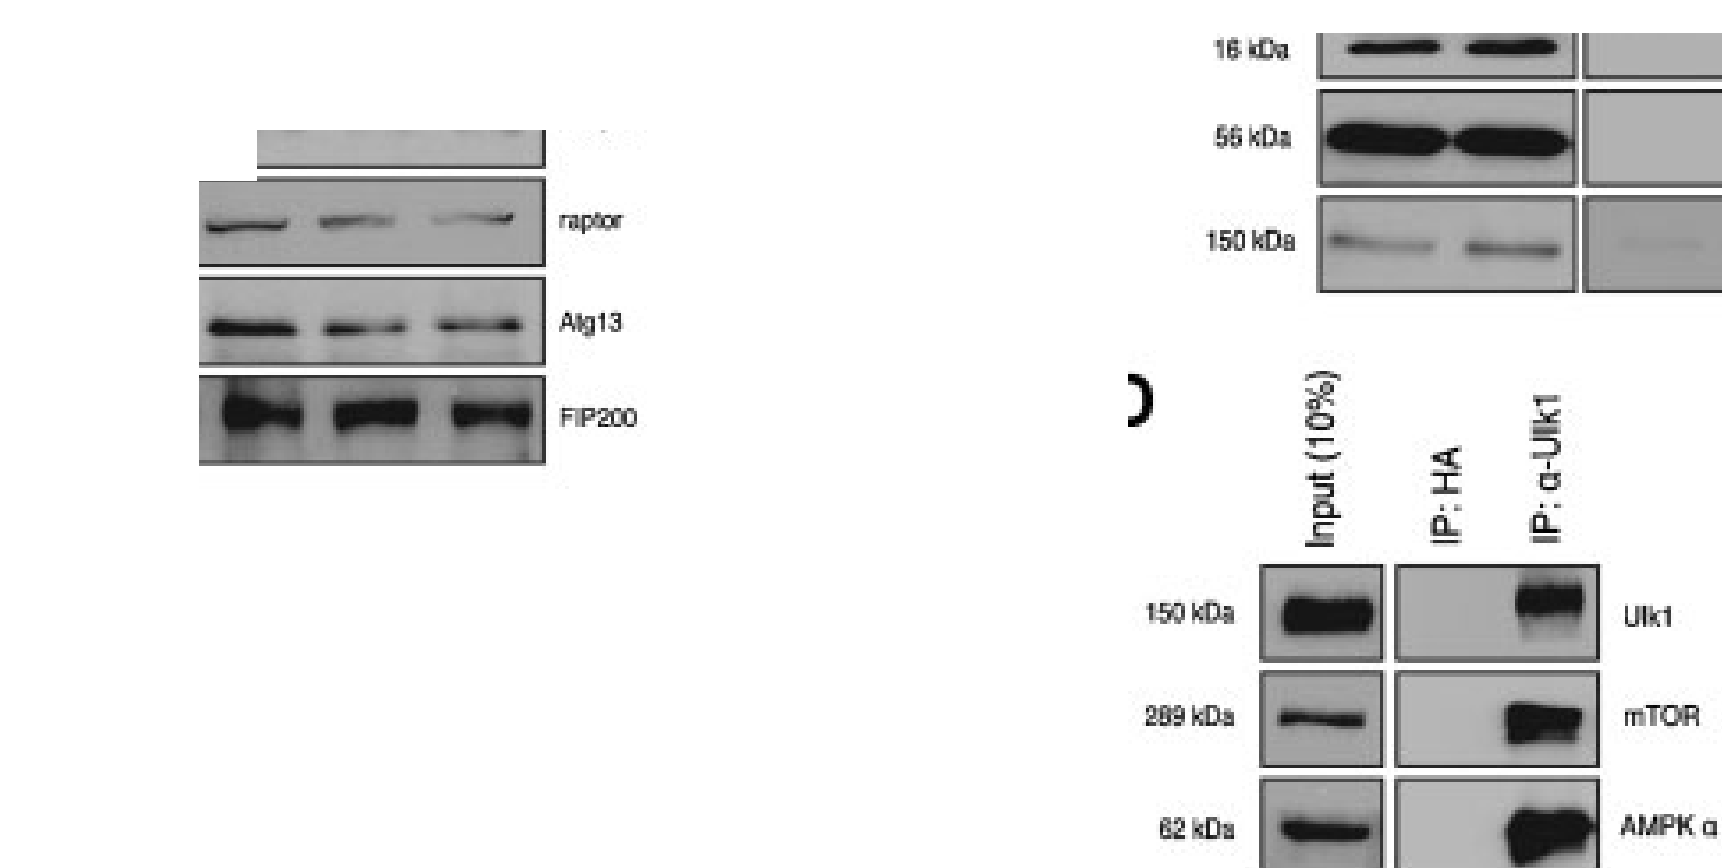 raptor
Atg13
FIP200
16 kDa
56 kDa
150 kDa
Input (10%)
IP: HA
IP: α-Ulk1
150 kDa
Ulk1
289 kDa
mTOR
62 kDa
AMPK α